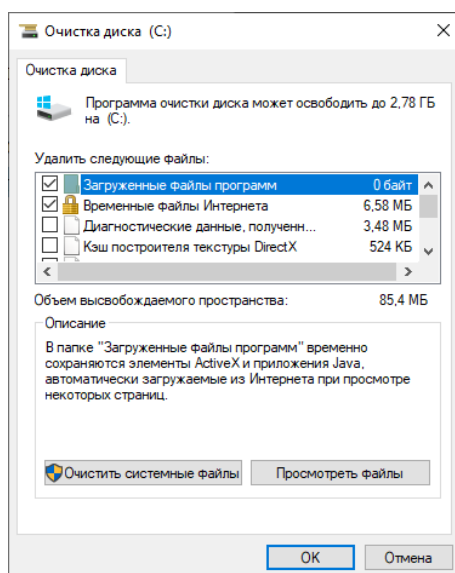 Очистка диска (C:)
Очистка диска
Программа очистки диска может освободить до 2,78 ГБ
на (C:).
Удалить следующие файлы:
Загруженные файлы программ 0 байт
Временные файлы Интернета 6,58 МБ
Диагностические данные, полученн... 3,48 МБ
Кэш построителя текстуры DirectX 524 КБ
Объем высвобождаемого пространства: 85,4 МБ
Описание
В папке "Загруженные файлы программ" временно
сохраняются элементы ActiveX и приложения Java,
автоматически загружаемые из Интернета при просмотре
некоторых страниц.
Очистить системные файлы Просмотреть файлы
OK Отмена